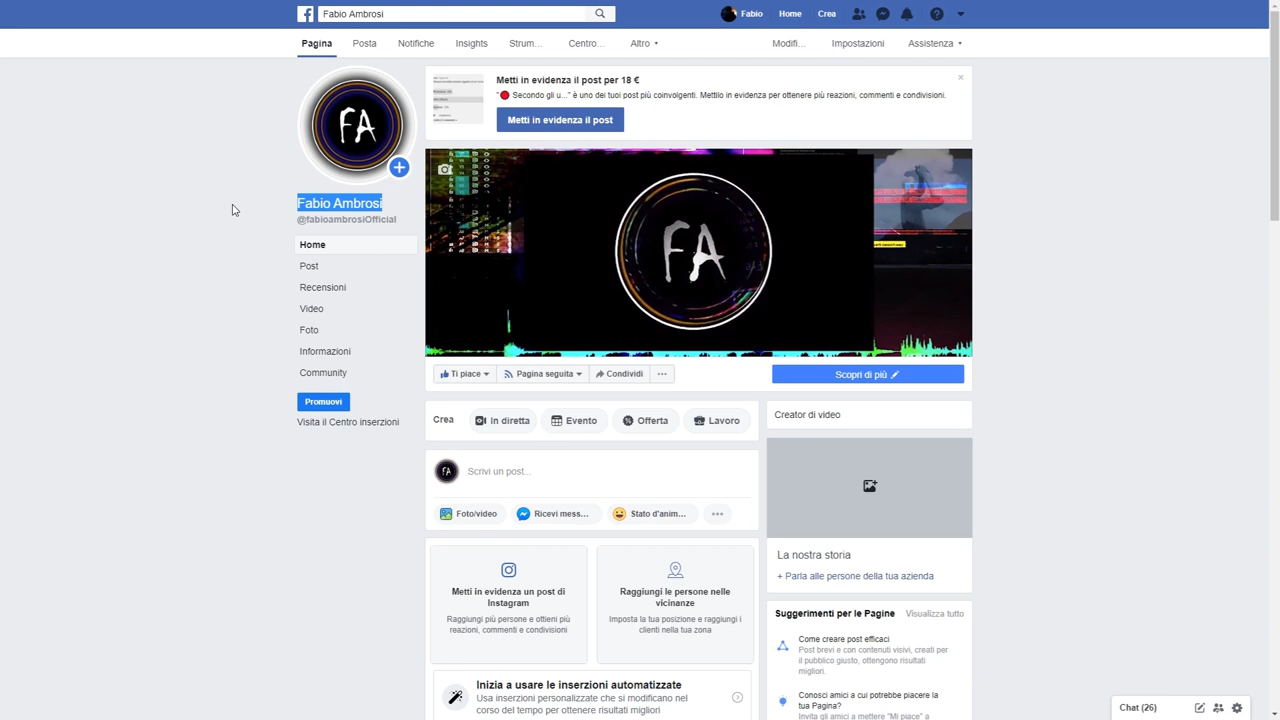 Fabio Ambrosi
Fabio
Home
Crea
Pagina
Posta
Notifiche
Insights
Strum...
Centro...
Altro
Modifi...
Impostazioni
Assistenza
Metti in evidenza il post per 18 €
"🔴 Secondo gli u..." è uno dei tuoi post più coinvolgenti. Mettilo in evidenza per ottenere più reazioni, commenti e condivisioni.
Metti in evidenza il post
FA
Fabio Ambrosi
@fabioambrosiOfficial
Home
Post
Recensioni
Video
Foto
Informazioni
Community
Promuovi
Visita il Centro inserzioni
FA
Ti piace
Pagina seguita
Condividi
Scopri di più
Crea
In diretta
Evento
Offerta
Lavoro
FA
Scrivi un post...
Foto/video
Ricevi mess...
Stato d'anim...
Metti in evidenza un post di
Instagram
Raggiungi più persone e ottieni più
reazioni, commenti e condivisioni
Raggiungi le persone nelle
vicinanze
Imposta la tua posizione e raggiungi i
clienti nella tua zona
Inizia a usare le inserzioni automatizzate
Usa inserzioni personalizzate che si modificano nel
corso del tempo per ottenere risultati migliori
Creator di video
La nostra storia
+ Parla alle persone della tua azienda
Suggerimenti per le Pagine
Visualizza tutto
Come creare post efficaci
Post brevi e con contenuti visivi, creati per
il pubblico giusto, ottengono risultati
migliori.
Conosci amici a cui potrebbe piacere la
tua Pagina?
Invita gli amici a mettere "Mi piace" a
Chat (26)